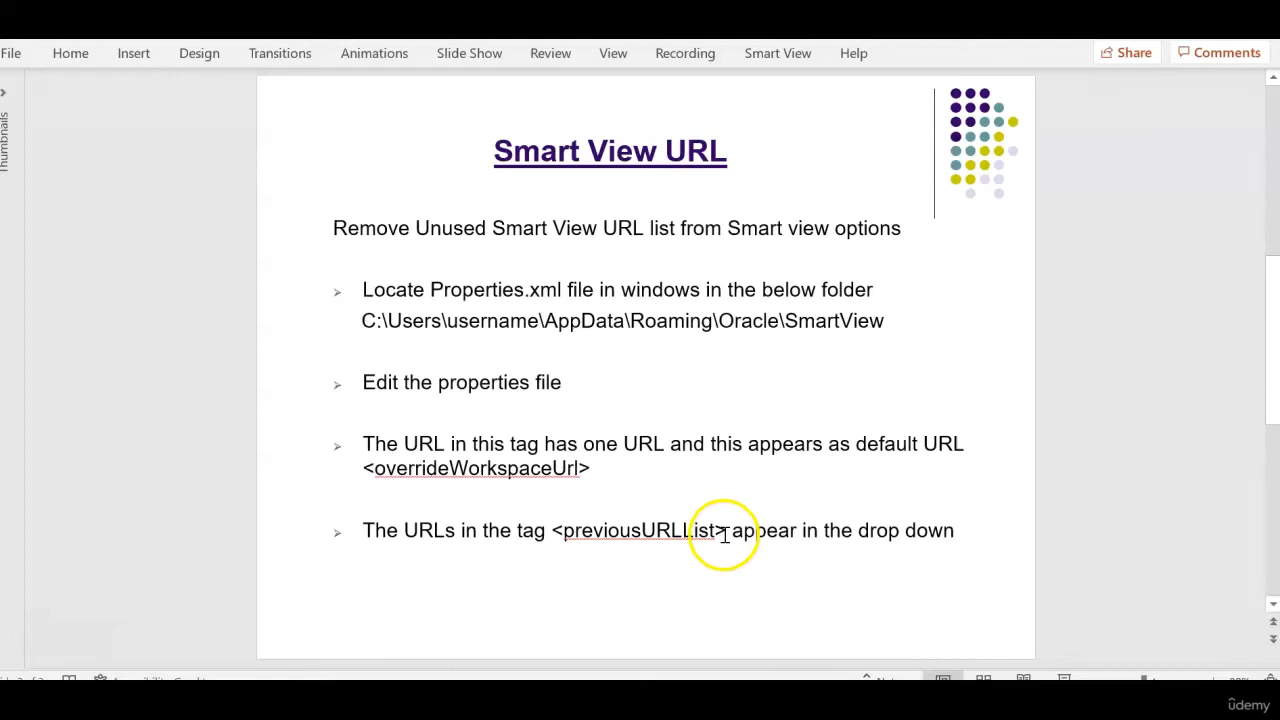 File Home Insert Design Transitions Animations Slide Show Review View Recording Smart View Help Share Comments
Thumbnails
Smart View URL
Remove Unused Smart View URL list from Smart view options
Locate Properties.xml file in windows in the below folder
C:\Users\username\AppData\Roaming\Oracle\SmartView
Edit the properties file
The URL in this tag has one URL and this appears as default URL
<overrideWorkspaceUrl>
The URLs in the tag <previousURLList> appear in the drop down
ûdemy